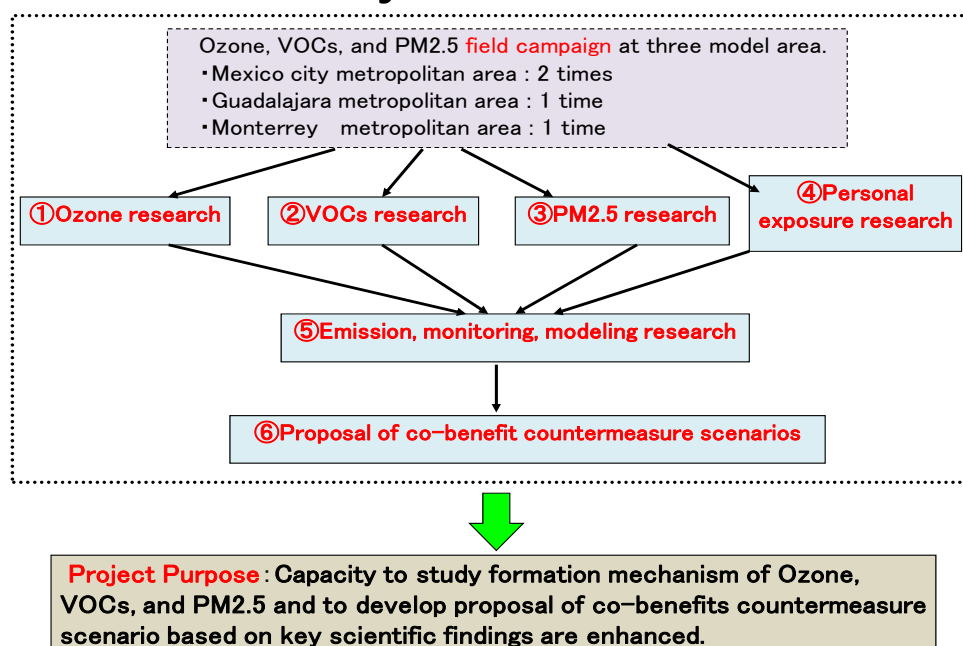 Ozone, VOCs, and PM2.5 field campaign at three model area.
・Mexico city metropolitan area : 2 times
・Guadalajara metropolitan area : 1 time
・Monterrey　metropolitan area : 1 time
①Ozone research
②VOCs research
③PM2.5 research
④Personal
exposure research
⑤Emission, monitoring, modeling research
⑥Proposal of co-benefit countermeasure scenarios
Project Purpose：Capacity to study formation mechanism of Ozone,
VOCs, and PM2.5 and to develop proposal of co-benefits countermeasure
scenario based on key scientific findings are enhanced.